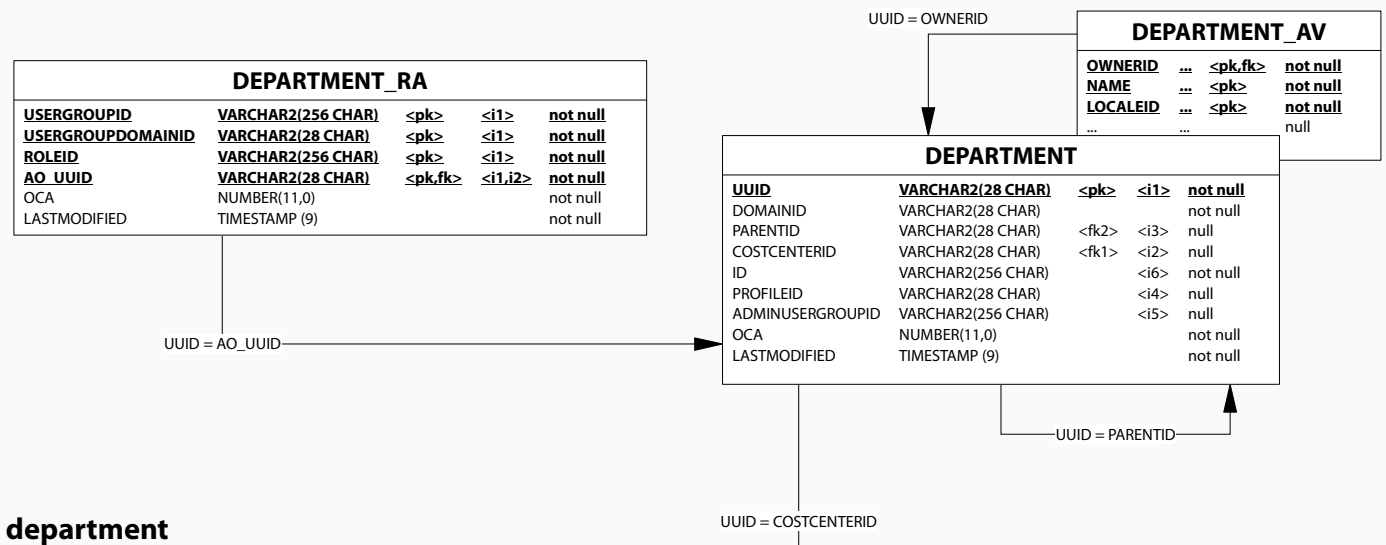 UUID = OWNERID
DEPARTMENT_AV
OWNERID ... <pk,fk> not null
NAME ... <pk> not null
LOCALEID ... <pk> not null
... ... null
DEPARTMENT_RA
USERGROUPID VARCHAR2(256 CHAR) <pk> <i1> not null
USERGROUPDOMAINID VARCHAR2(28 CHAR) <pk> <i1> not null
ROLEID VARCHAR2(256 CHAR) <pk> <i1> not null
AO_UUID VARCHAR2(28 CHAR) <pk,fk> <i1,i2> not null
OCA NUMBER(11,0) not null
LASTMODIFIED TIMESTAMP (9) not null
DEPARTMENT
UUID VARCHAR2(28 CHAR) <pk> <i1> not null
DOMAINID VARCHAR2(28 CHAR) not null
PARENTID VARCHAR2(28 CHAR) <fk2> <i3> null
COSTCENTERID VARCHAR2(28 CHAR) <fk1> <i2> null
ID VARCHAR2(256 CHAR) <i6> not null
PROFILEID VARCHAR2(28 CHAR) <i4> null
ADMINUSERGROUPID VARCHAR2(256 CHAR) <i5> null
OCA NUMBER(11,0) not null
LASTMODIFIED TIMESTAMP (9) not null
UUID = AO_UUID
UUID = PARENTID
UUID = COSTCENTERID
department